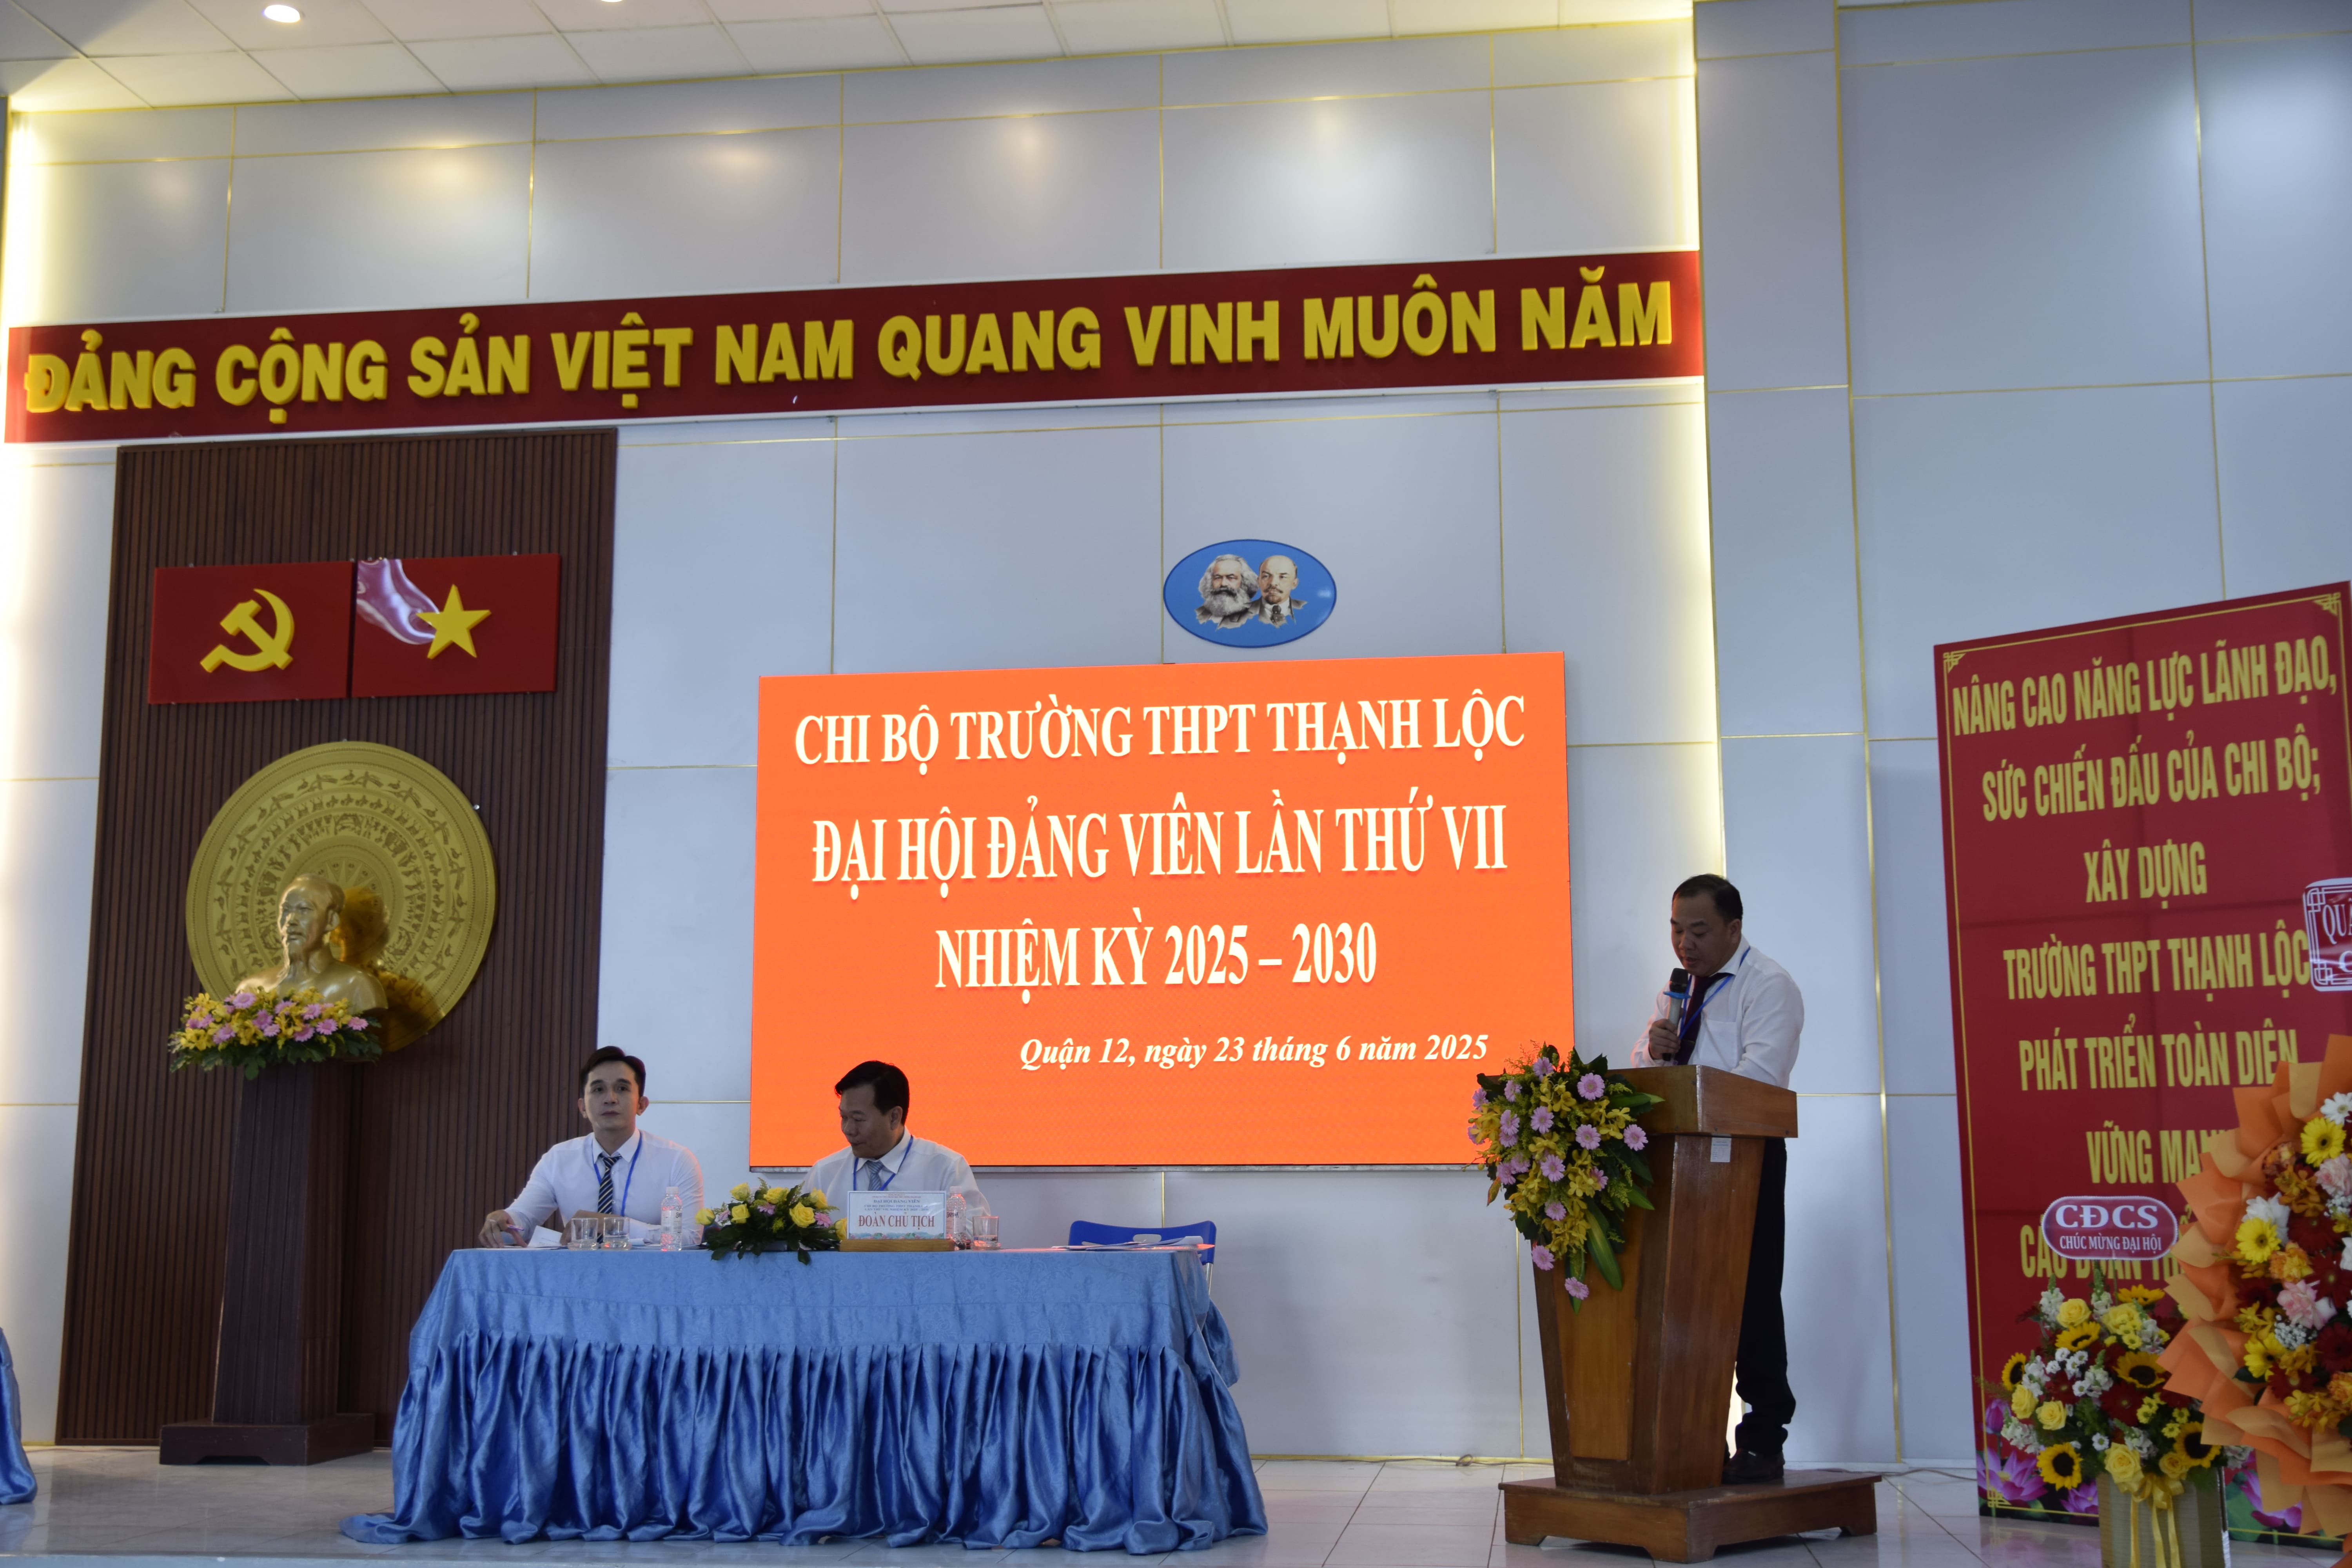 ĐẢNG CỘNG SẢN VIỆT NAM QUANG VINH MUÔN NĂM
CHI BỘ TRƯỜNG THPT THẠNH LỘC
ĐẠI HỘI ĐẢNG VIÊN LẦN THỨ VII
NHIỆM KỲ 2025 – 2030
Quận 12, ngày 23 tháng 6 năm 2025
ĐOÀN CHỦ TỊCH
NÂNG CAO NĂNG LỰC LÃNH ĐẠO,
SỨC CHIẾN ĐẤU CỦA CHI BỘ;
XÂY DỰNG
TRƯỜNG THPT THẠNH LỘC
PHÁT TRIỂN TOÀN DIỆN
VỮNG
CĐCS
CHÚC MỪNG ĐẠI HỘI